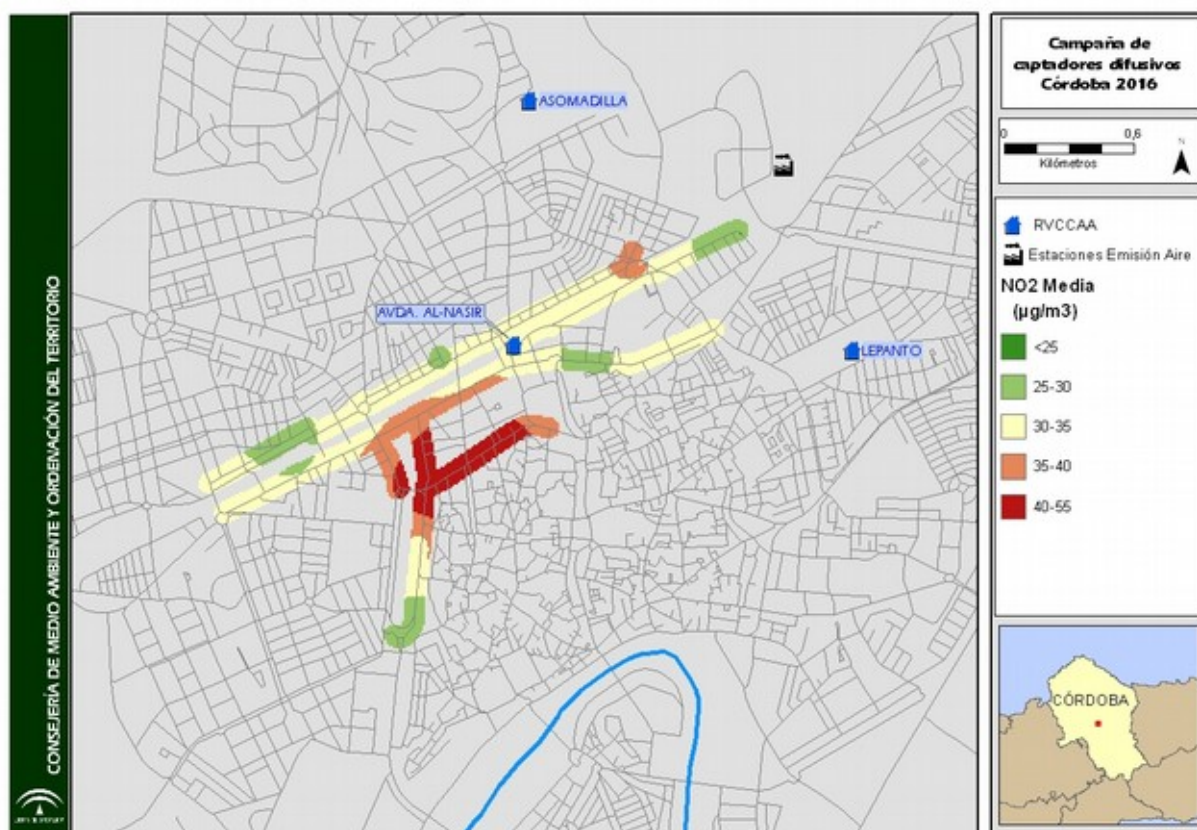 CONSEJERÍA DE MEDIO AMBIENTE Y ORDENACIÓN DEL TERRITORIO
ASOMADILLA
AVDA. AL-NASIR
LEPANTO
Campaña de
captadores difusivos
Córdoba 2016
0 0,6
Kilómetros
N
RVCCAA
Estaciones Emisión Aire
NO2 Media
(µg/m3)
<25
25-30
30-35
35-40
40-55
CÓRDOBA